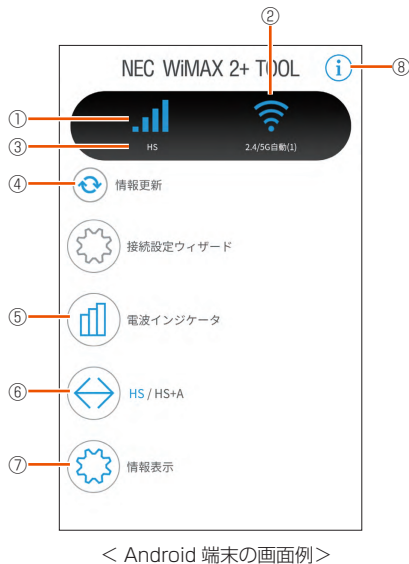 ②
NEC WiMAX 2+ TOOL
i
⑧
①
③
HS
2.4/5G自動(1)
④
情報更新
接続設定ウィザード
⑤
電波インジケータ
⑥
HS / HS+A
⑦
情報表示
< Android 端末の画面例>